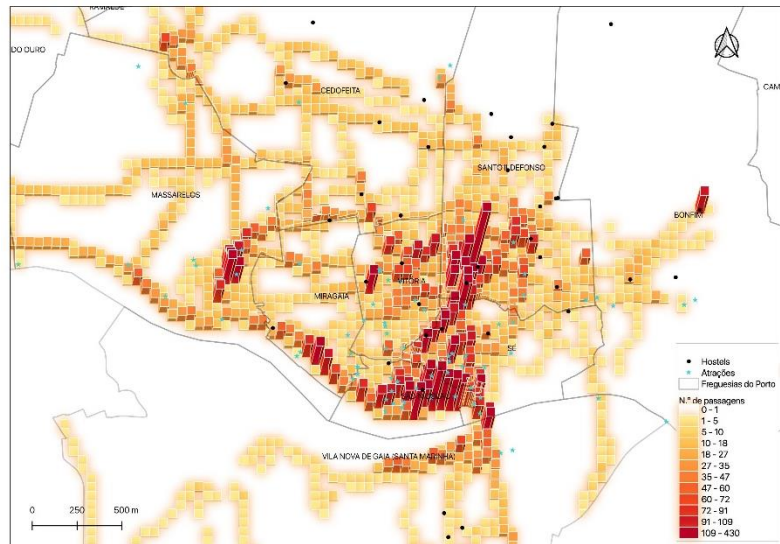 RAMALDE
DO OURO
CEDOFEITA
CAM
SANTO ILDEFONSO
MASSARELOS
BONFIM
VITÓRIA
MIRAGAIA
SÉ
VILA NOVA DE GAIA (SANTA MARINHA)
0 250 500 m
Hostels
Atrações
Freguesias do Porto
N.º de passagens
0 - 1
1 - 5
5 - 10
10 - 18
18 - 27
27 - 35
35 - 47
47 - 60
60 - 72
72 - 91
91 - 109
109 - 430